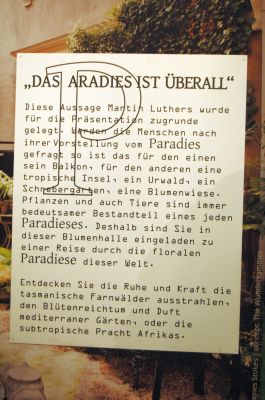 „DAS PARADIES IST ÜBERALL“
Diese Aussage Martin Luthers wurde
für die Präsentation zugrunde
gelegt. Werden die Menschen nach
ihrer Vorstellung vom Paradies
gefragt so ist das für den einen
sein Balkon, für den anderen eine
tropische Insel, ein Urwald, ein
Schrebergarten, eine Blumenwiese.
Pflanzen und auch Tiere sind immer
bedeutsamer Bestandteil eines jeden
Paradieses. Deshalb sind Sie in
dieser Blumenhalle eingeladen zu
einer Reise durch die floralen
Paradiese dieser Welt.
Entdecken Sie die Ruhe und Kraft die
tasmanische Farnwälder ausstrahlen,
den Blütenreichtum und Duft
mediterraner Gärten, oder die
subtropische Pracht Afrikas.